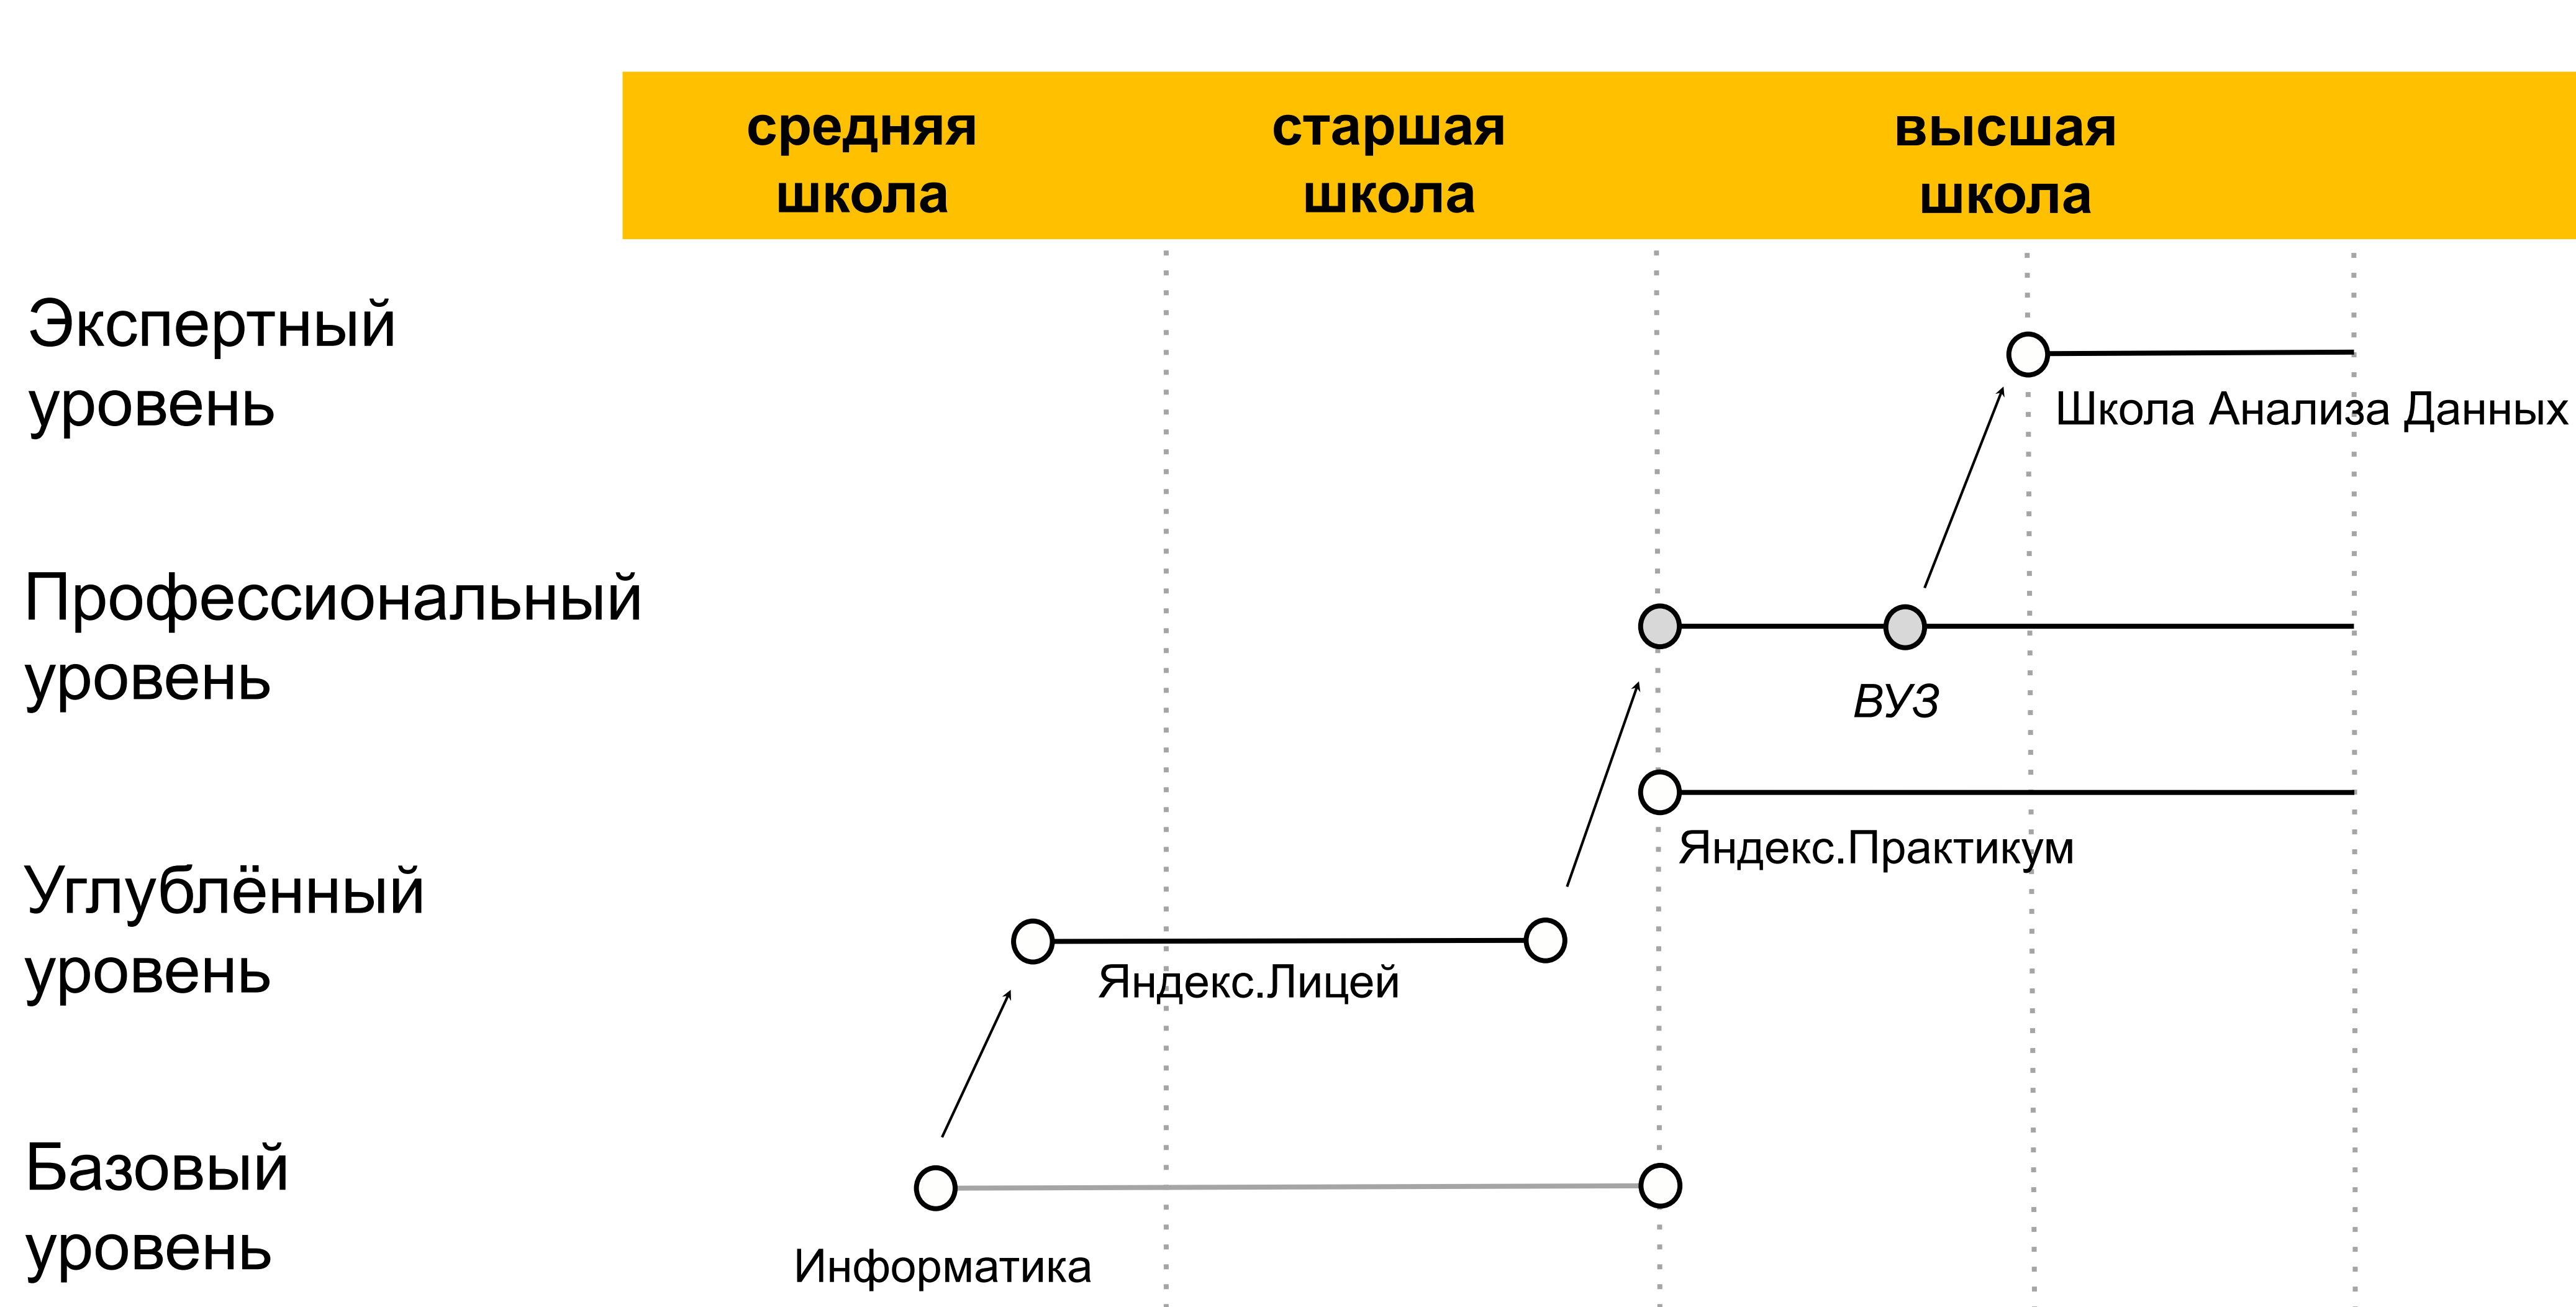 средняя
школа
старшая
школа
высшая
школа
Экспертный
уровень
Школа Анализа Данных
Профессиональный
уровень
ВУЗ
Яндекс.Практикум
Углублённый
уровень
Яндекс.Лицей
Базовый
уровень
Информатика